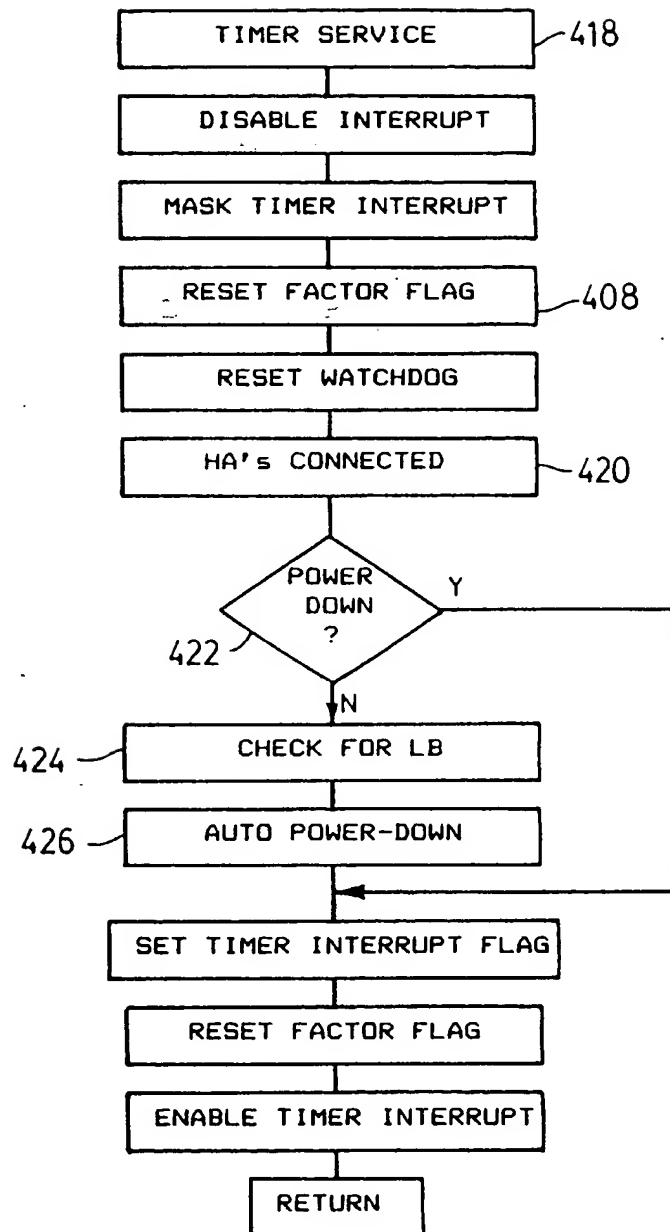 TIMER SERVICE
418
DISABLE INTERRUPT
MASK TIMER INTERRUPT
RESET FACTOR FLAG
408
RESET WATCHDOG
HA's CONNECTED
420
POWER
DOWN
?
Y
422
N
CHECK FOR LB
424
AUTO POWER-DOWN
426
SET TIMER INTERRUPT FLAG
RESET FACTOR FLAG
ENABLE TIMER INTERRUPT
RETURN